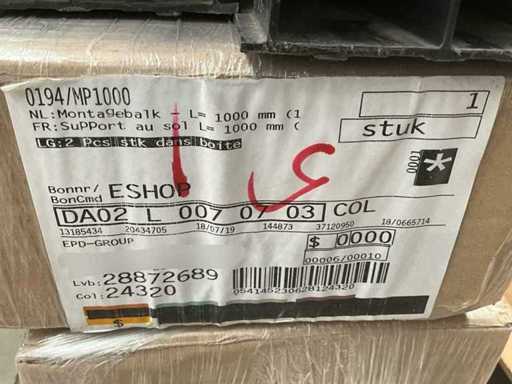 0194/MP1000
NL:Montagebalk - L= 1000 mm (1
FR:Support au sol L= 1000 mm (
LG:2 Pcs stk dans boite
1
stuk
0001
*
15
Bonnr/ ESHOP
BonCmd
DA02 L 007 07 03 COL
13185434 20434705 18/07/19 144873 37120950 18/0665714
EPD-GROUP
$ 0000
00006/00010
Lvb:28872689
Col:24320
054145230628124320
$